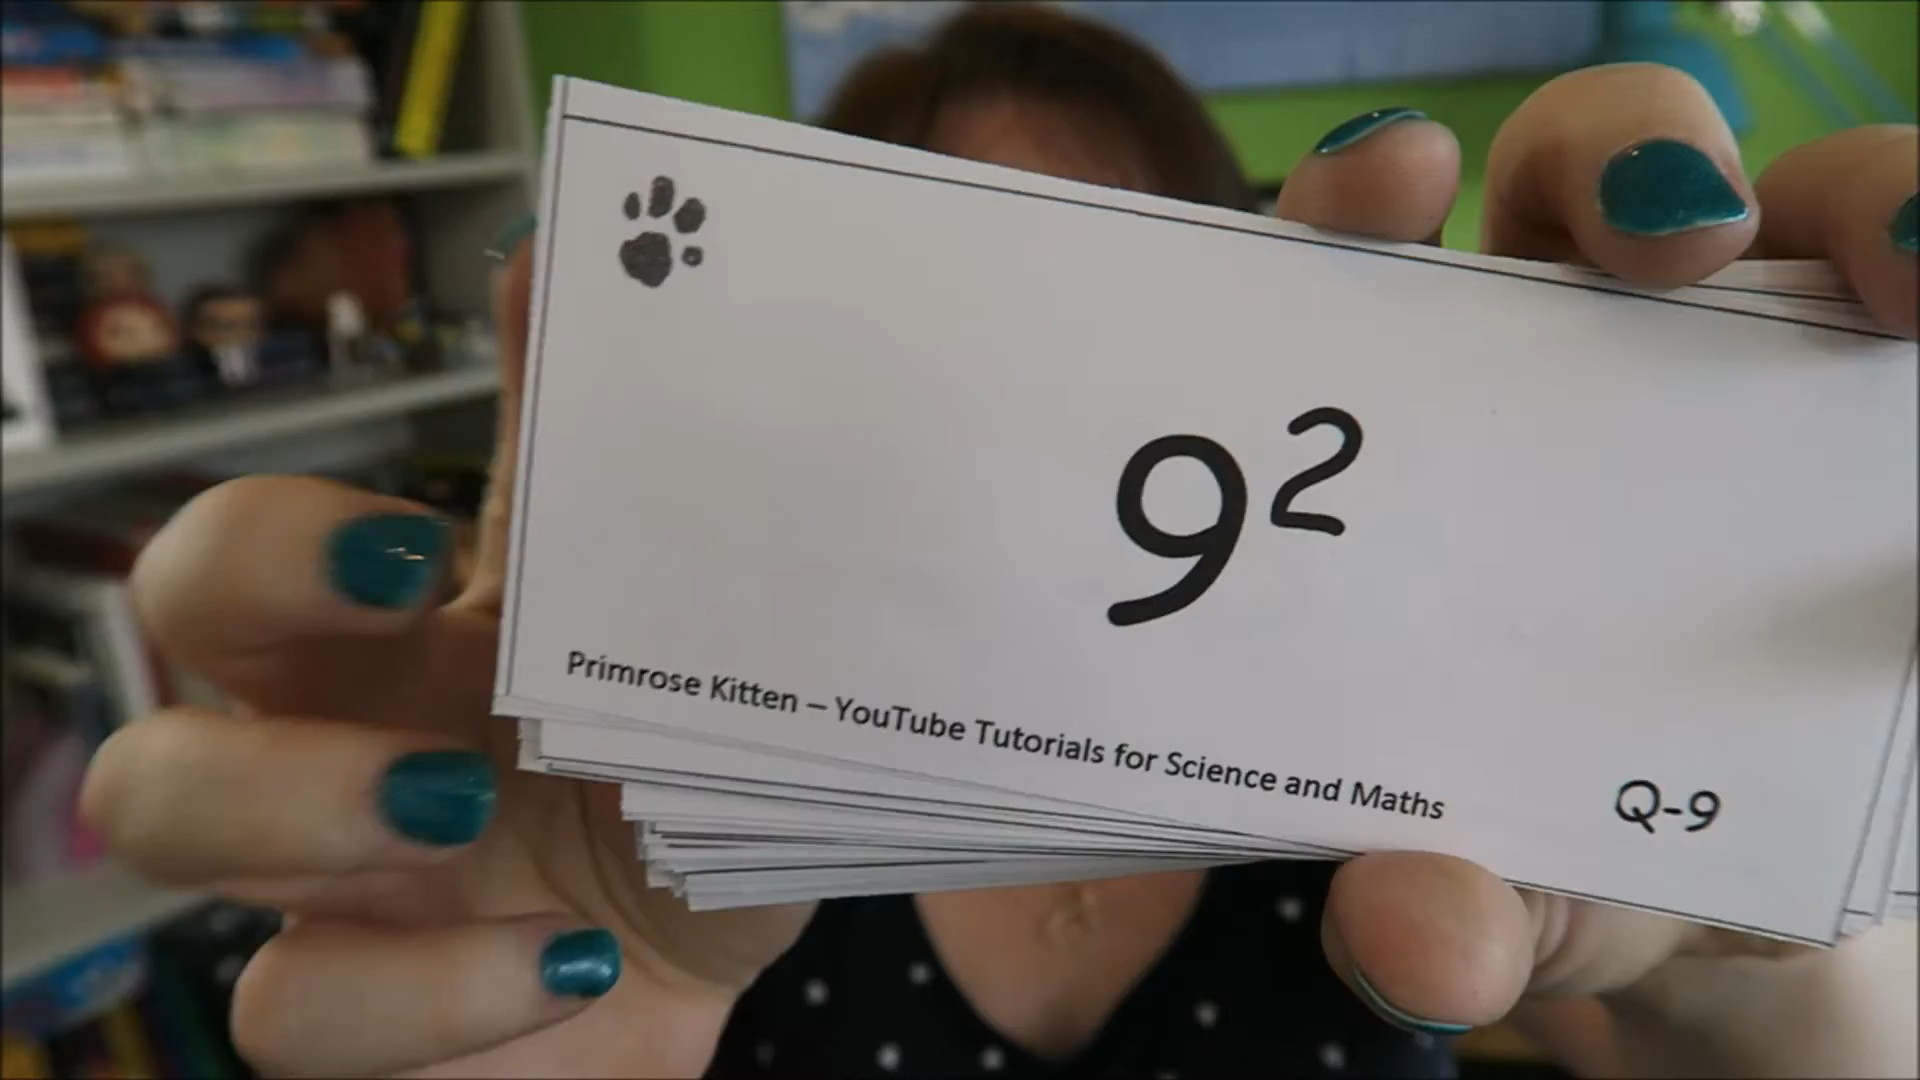 9²
Primrose Kitten – YouTube Tutorials for Science and Maths
Q-9